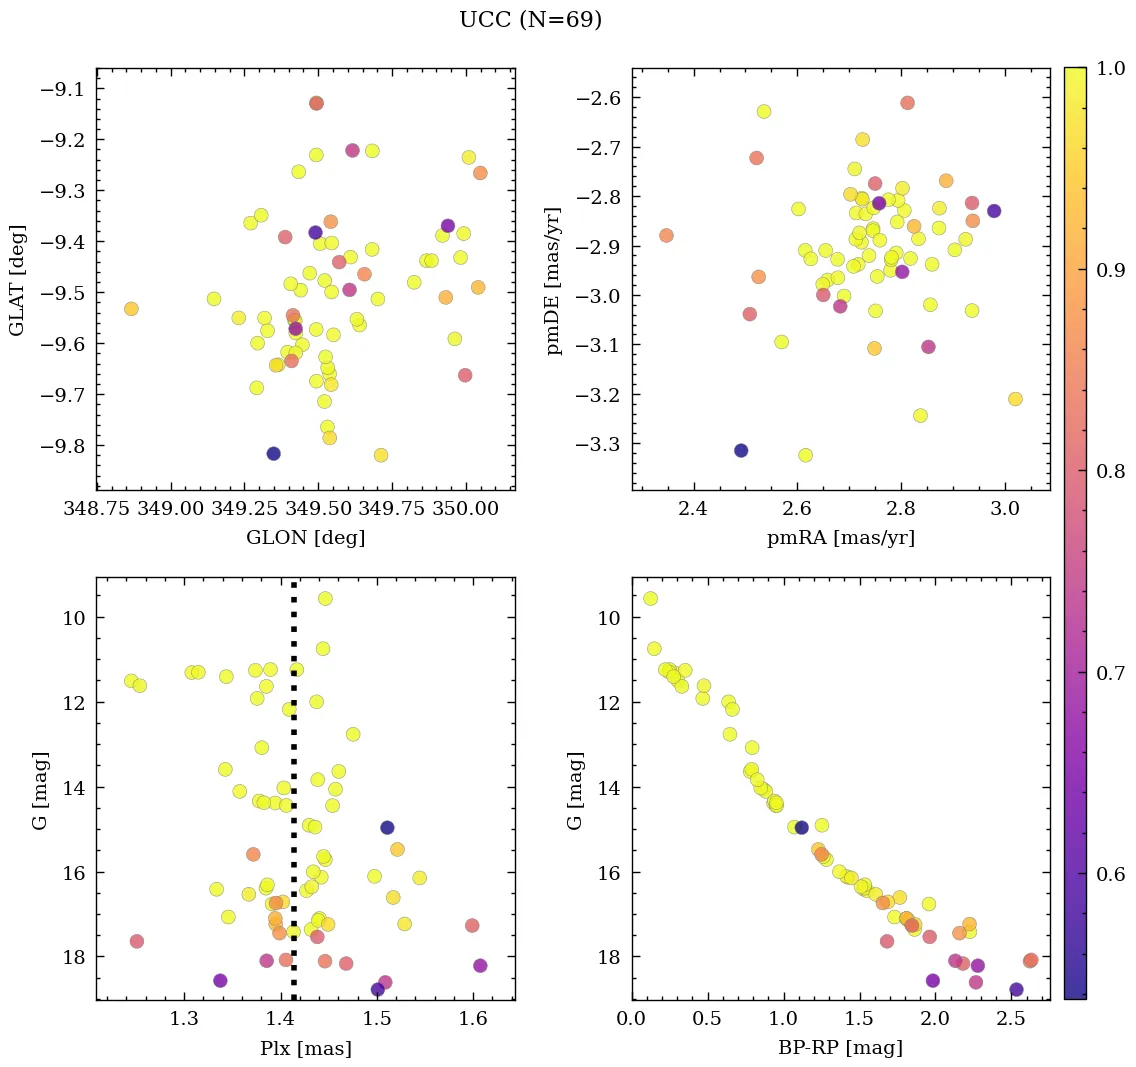 UCC (N=69)
−9.1
−9.2
−9.3
−9.4
−9.5
−9.6
−9.7
−9.8
GLAT [deg]
348.75 349.00 349.25 349.50 349.75 350.00
GLON [deg]
−2.6
−2.7
−2.8
−2.9
−3.0
−3.1
−3.2
−3.3
pmDE [mas/yr]
2.4 2.6 2.8 3.0
pmRA [mas/yr]
1.0
0.9
0.8
0.7
0.6
10
12
14
16
18
G [mag]
1.3 1.4 1.5 1.6
Plx [mas]
10
12
14
16
18
G [mag]
0.0 0.5 1.0 1.5 2.0 2.5
BP-RP [mag]